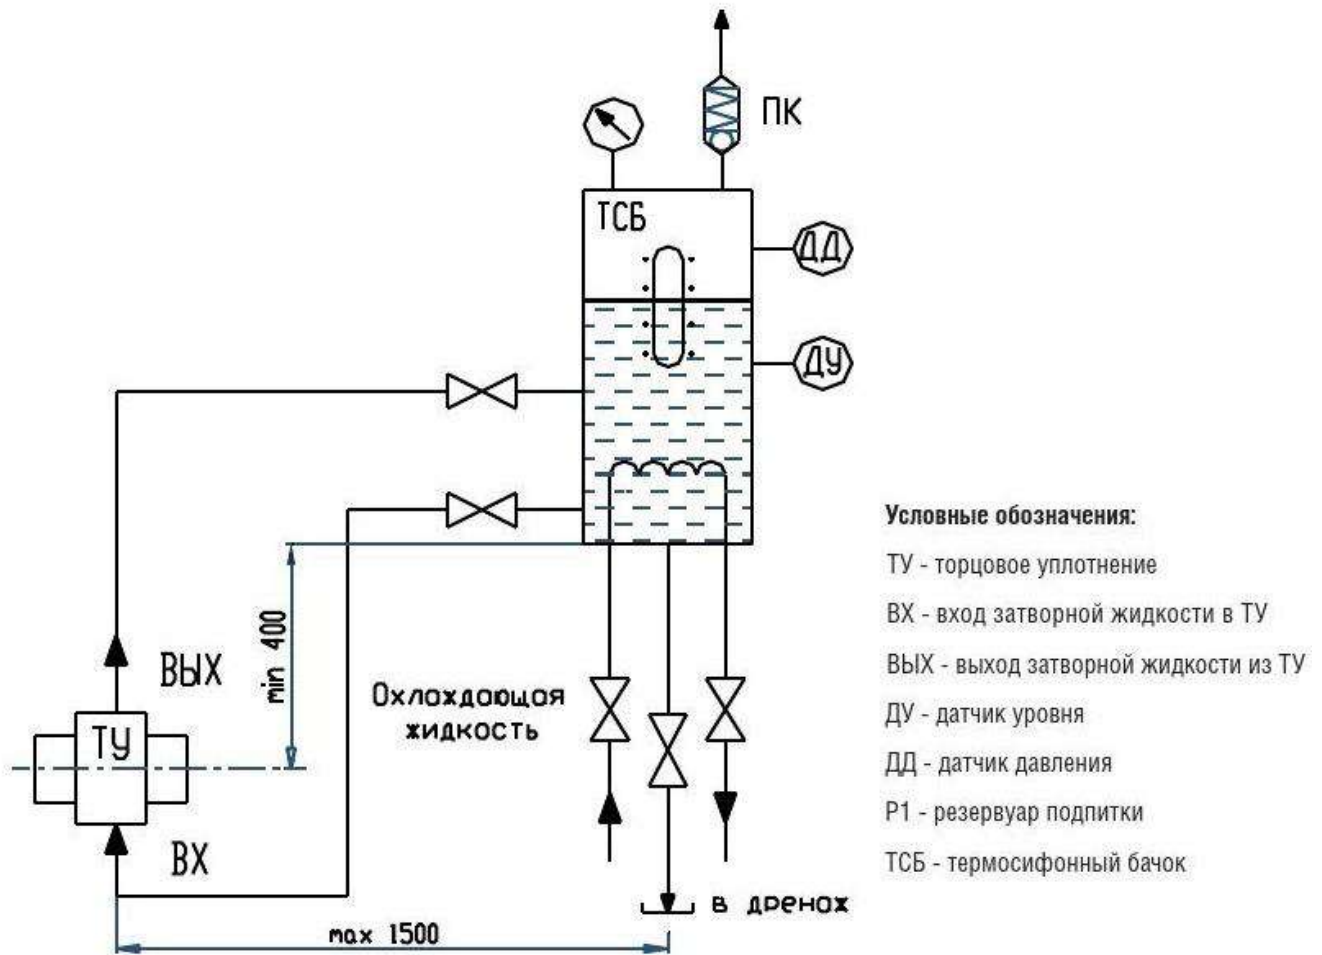 ПК
ТСБ
ДД
ДУ
ВЫХ
min 400
Охлаждающая
жидкость
ТУ
ВХ
в дренаж
max 1500
Условные обозначения:
ТУ - торцовое уплотнение
ВХ - вход затворной жидкости в ТУ
ВЫХ - выход затворной жидкости из ТУ
ДУ - датчик уровня
ДД - датчик давления
Р1 - резервуар подпитки
ТСБ - термосифонный бачок